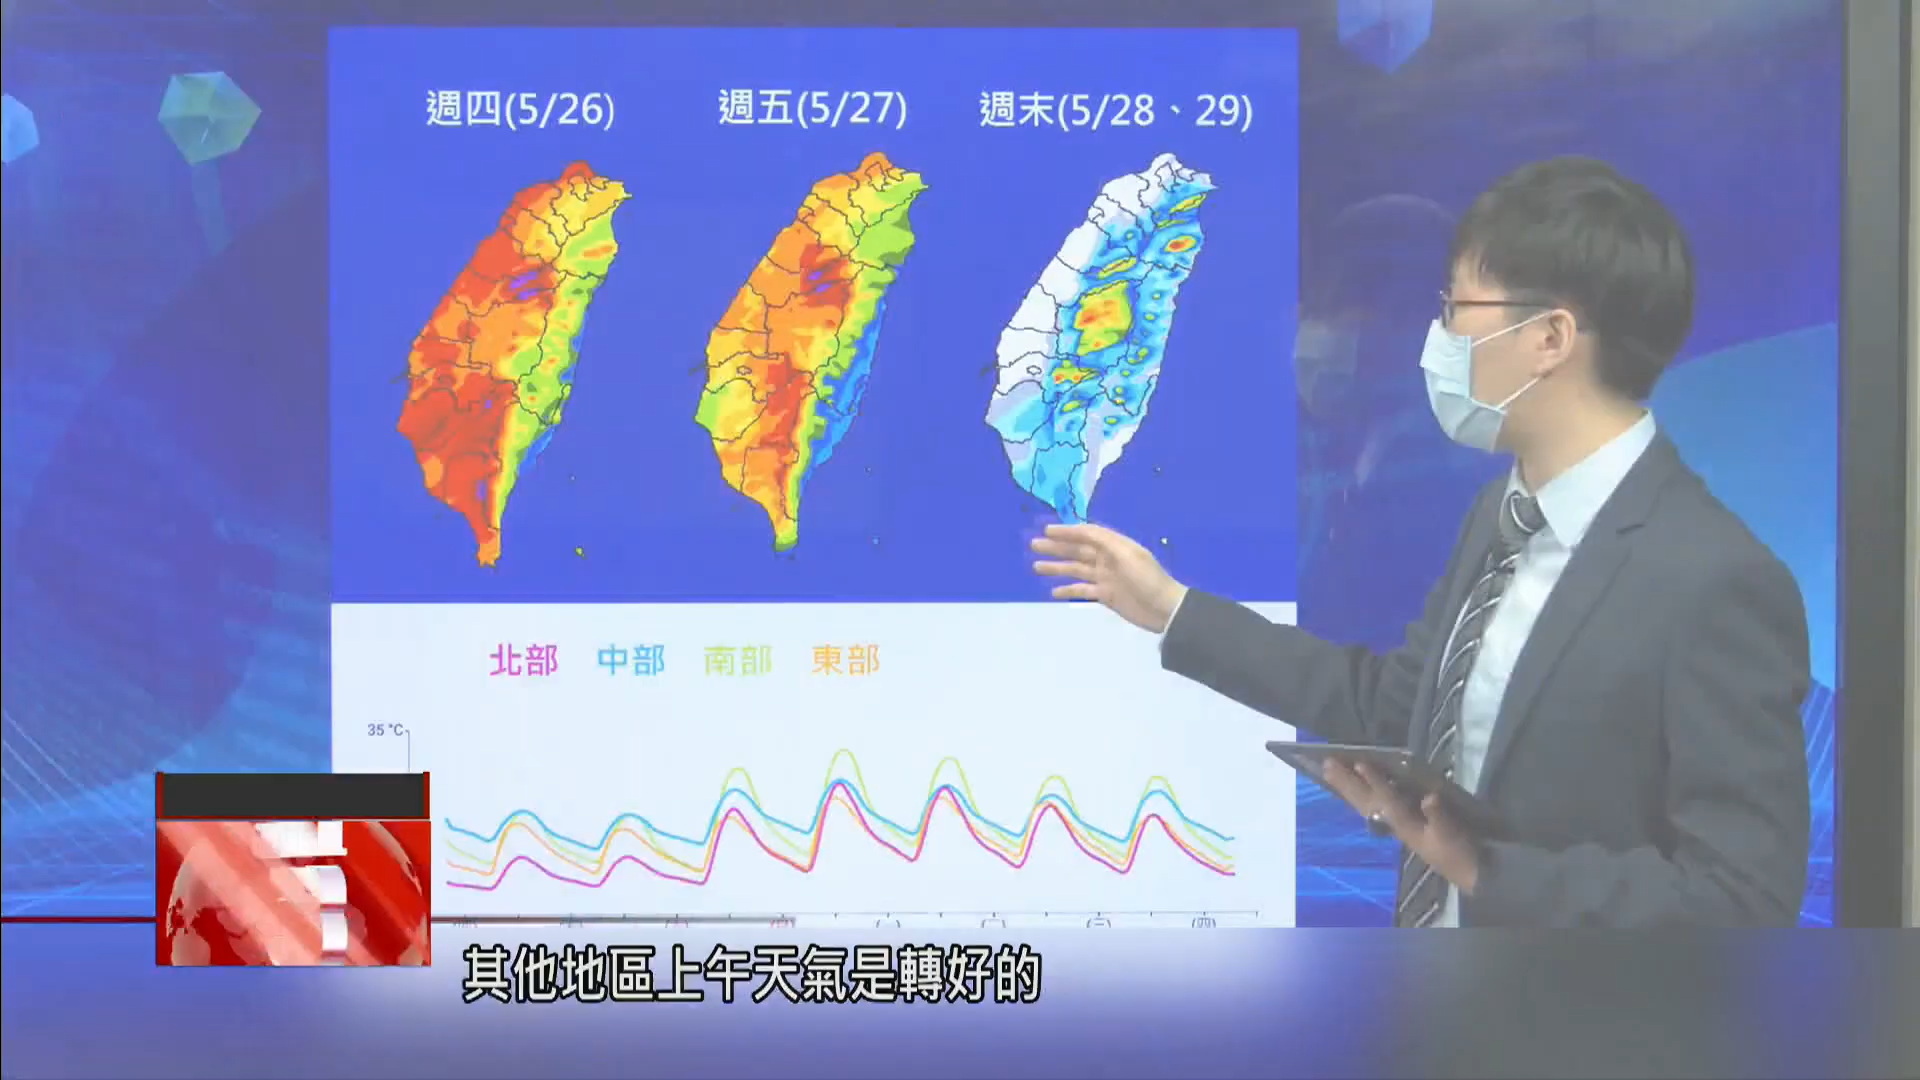 週四(5/26)
週五(5/27)
週末(5/28、29)
北部 中部 南部 東部
35 °C
其他地區上午天氣是轉好的